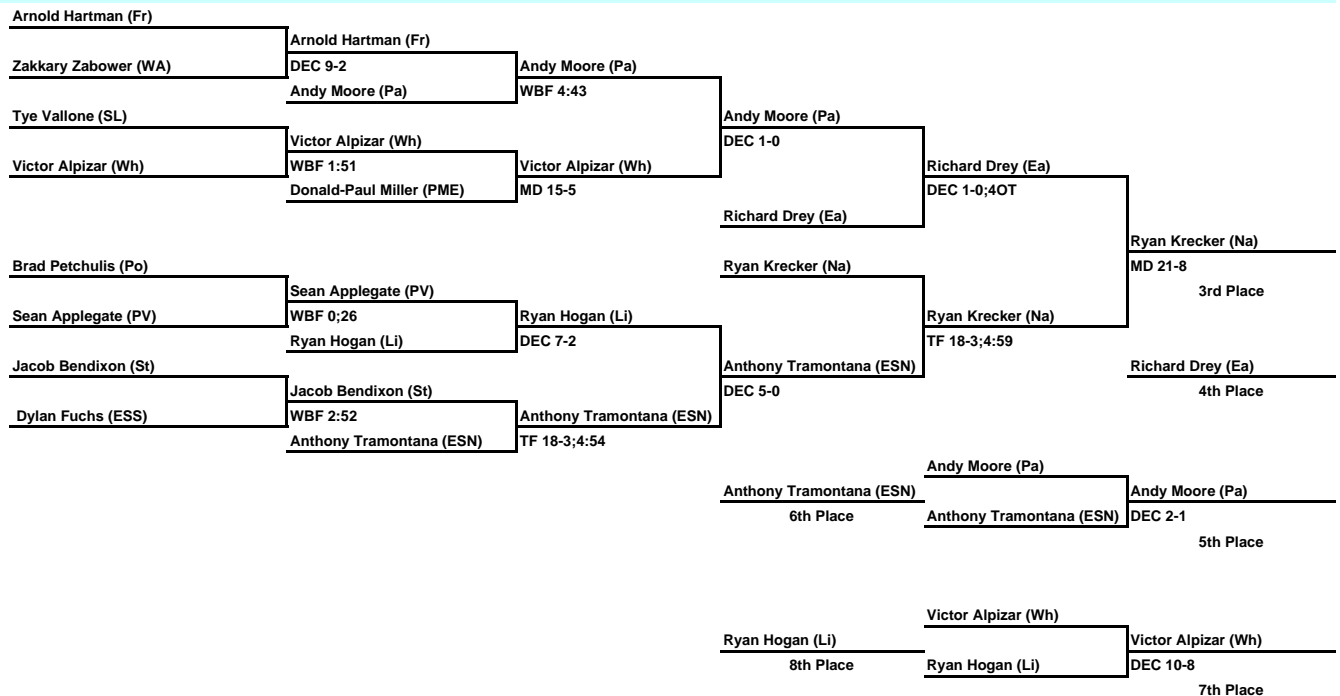 Arnold Hartman (Fr)
Arnold Hartman (Fr)
Zakkary Zabower (WA)
DEC 9-2
Andy Moore (Pa)
Andy Moore (Pa)
WBF 4:43
Tye Vallone (SL)
Andy Moore (Pa)
Victor Alpizar (Wh)
DEC 1-0
Victor Alpizar (Wh)
WBF 1:51
Victor Alpizar (Wh)
Richard Drey (Ea)
Donald-Paul Miller (PME)
MD 15-5
DEC 1-0;4OT
Richard Drey (Ea)
Ryan Krecker (Na)
Brad Petchulis (Po)
Ryan Krecker (Na)
MD 21-8
Sean Applegate (PV)
3rd Place
Sean Applegate (PV)
WBF 0;26
Ryan Hogan (Li)
Ryan Krecker (Na)
Ryan Hogan (Li)
DEC 7-2
TF 18-3;4:59
Jacob Bendixon (St)
Anthony Tramontana (ESN)
Richard Drey (Ea)
Jacob Bendixon (St)
DEC 5-0
4th Place
Dylan Fuchs (ESS)
WBF 2:52
Anthony Tramontana (ESN)
Anthony Tramontana (ESN)
TF 18-3;4:54
Andy Moore (Pa)
Anthony Tramontana (ESN)
Andy Moore (Pa)
6th Place
Anthony Tramontana (ESN)
DEC 2-1
5th Place
Victor Alpizar (Wh)
Ryan Hogan (Li)
Victor Alpizar (Wh)
8th Place
Ryan Hogan (Li)
DEC 10-8
7th Place